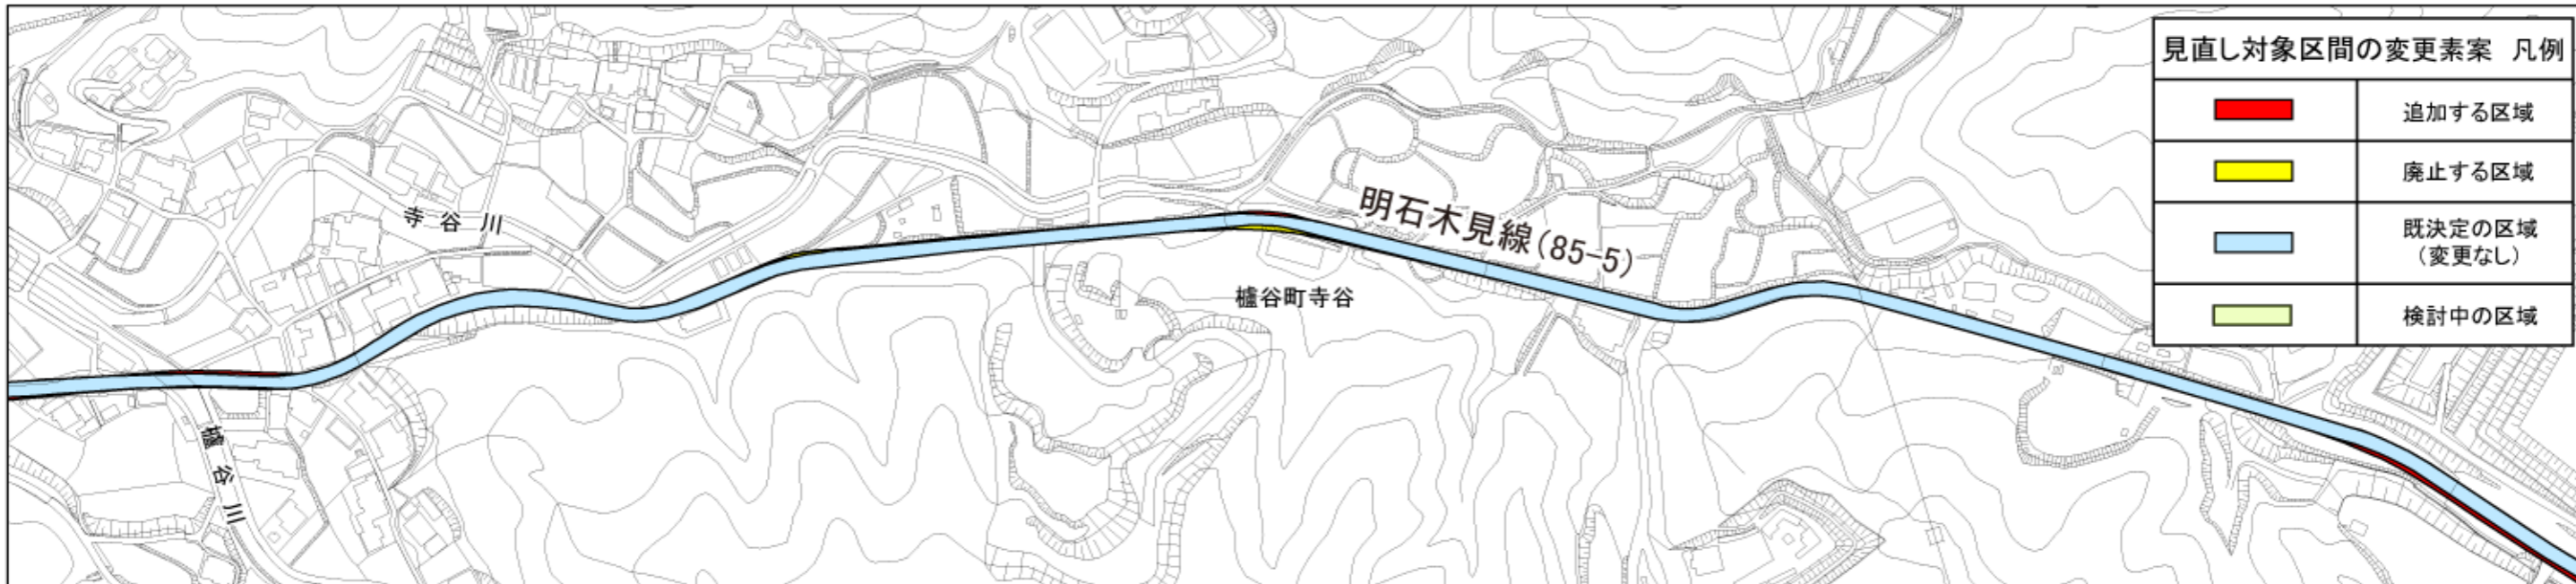 見直し対象区間の変更素案 凡例
追加する区域
廃止する区域
既決定の区域
(変更なし)
検討中の区域
明石木見線(85-5)
寺谷川
櫨谷町寺谷
櫨谷川